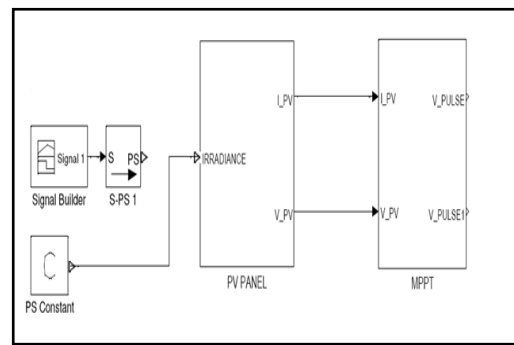 I_PV
I_PV
V_PULSE
Signal 1
S
PS
IRRADIANCE
Signal Builder
S-PS 1
V_PV
V_PV
V_PULSE1
C
PV PANEL
MPPT
PS Constant